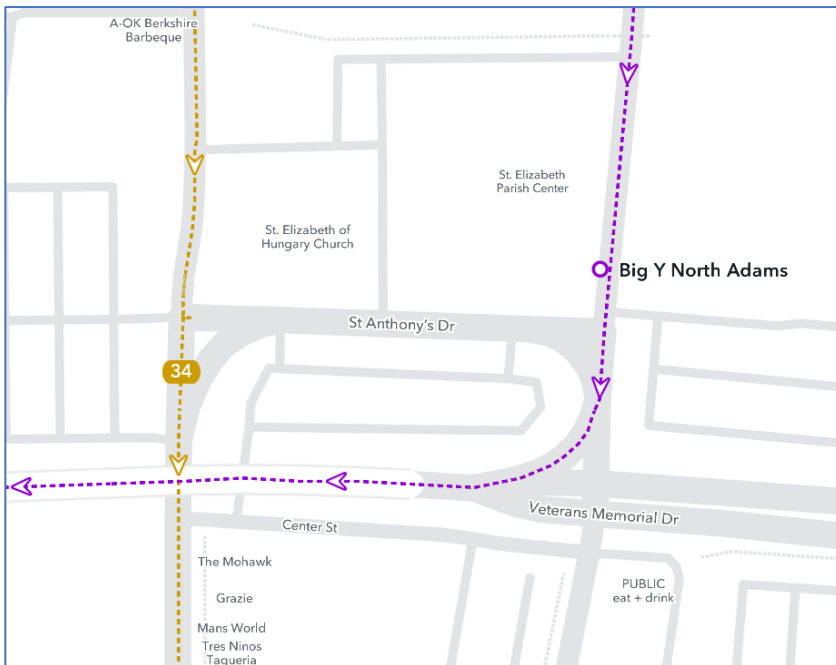 A-OK Berkshire
Barbeque
St. Elizabeth
Parish Center
St. Elizabeth of
Hungary Church
Big Y North Adams
St Anthony's Dr
34
Veterans Memorial Dr
Center St
The Mohawk
PUBLIC
eat + drink
Grazie
Mans World
Tres Ninos
Taqueria